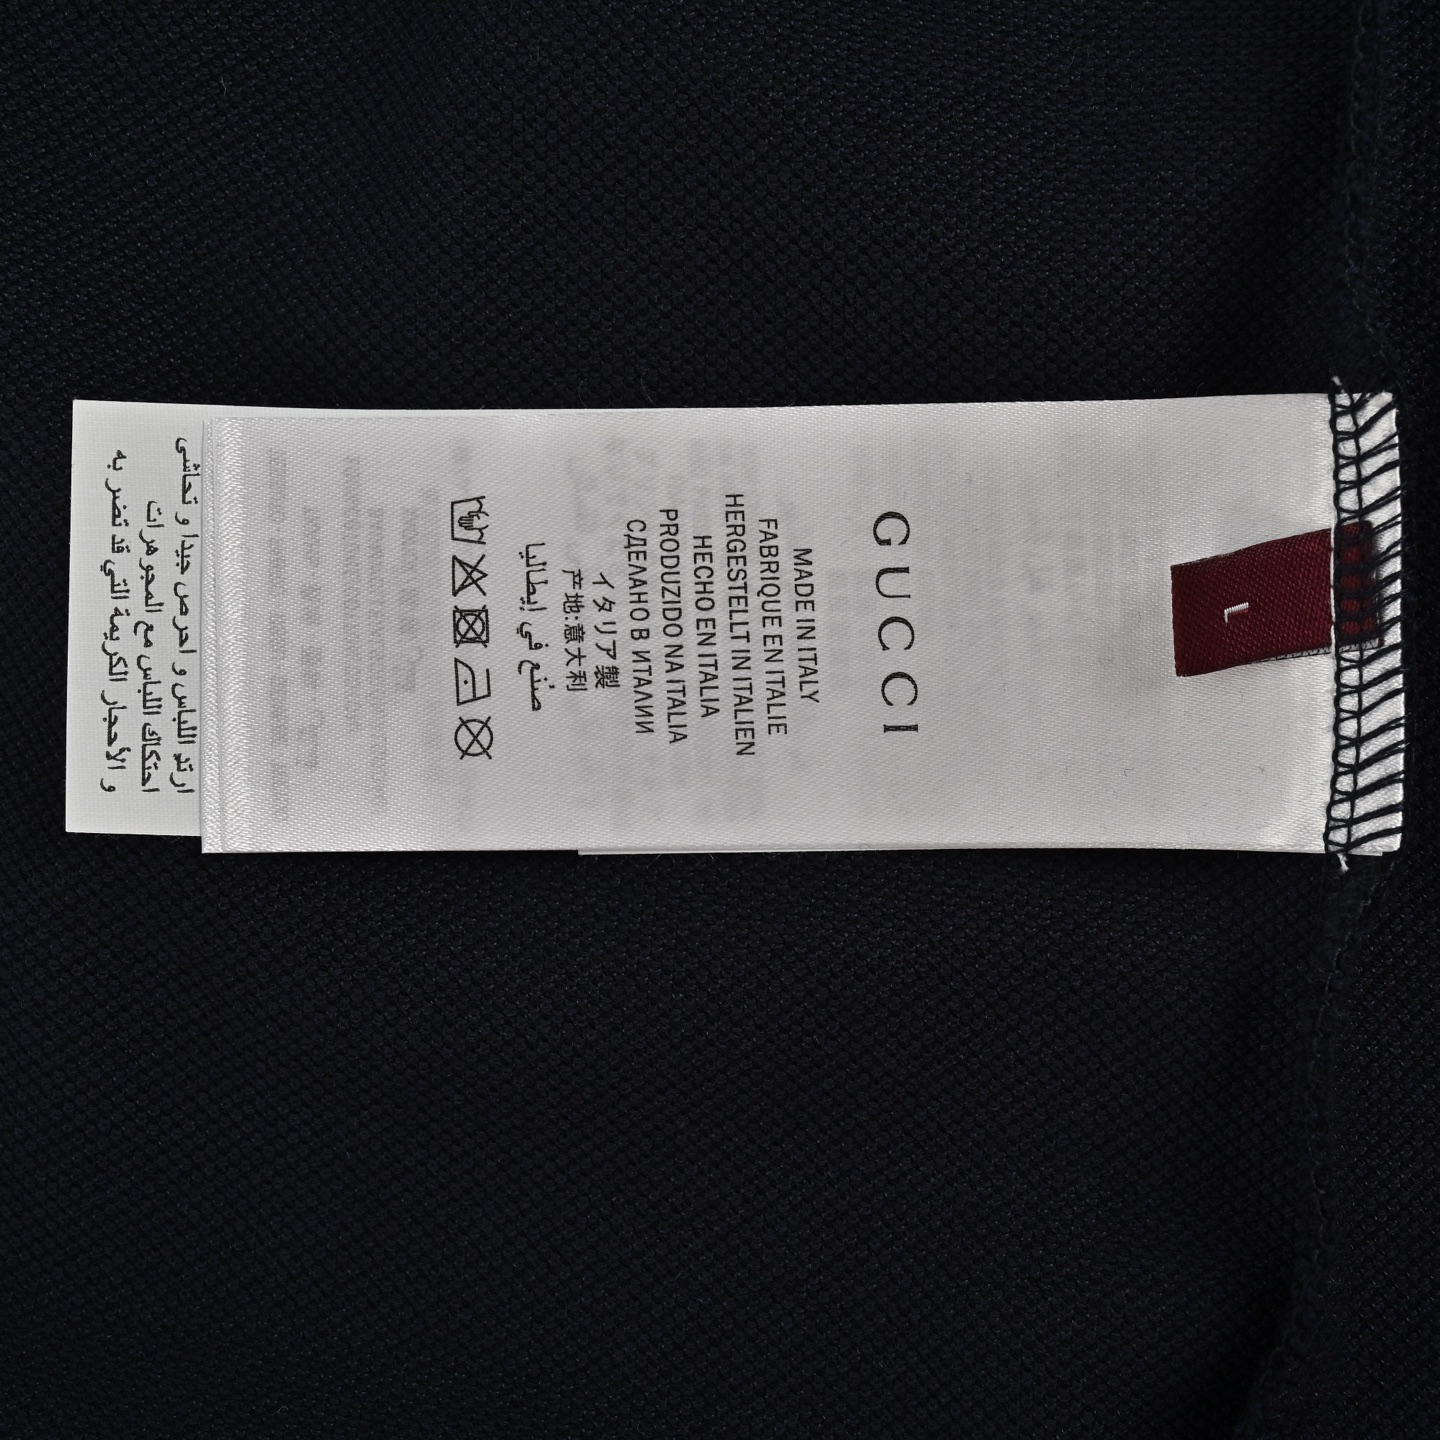 L
GUCCI
MADE IN ITALY
FABRIQUE EN ITALIE
HERGESTELLT IN ITALIEN
HECHO EN ITALIA
PRODUZIDO NA ITALIA
СДЕЛАНО В ИТАЛИИ
イタリア製
产地:意大利
صُنع في إيطاليا
ارتد اللباس و احرص جيدا و تحاشى
احتكاك اللباس مع المجوهرات
و الأحجار الكريمة التي قد تضر به